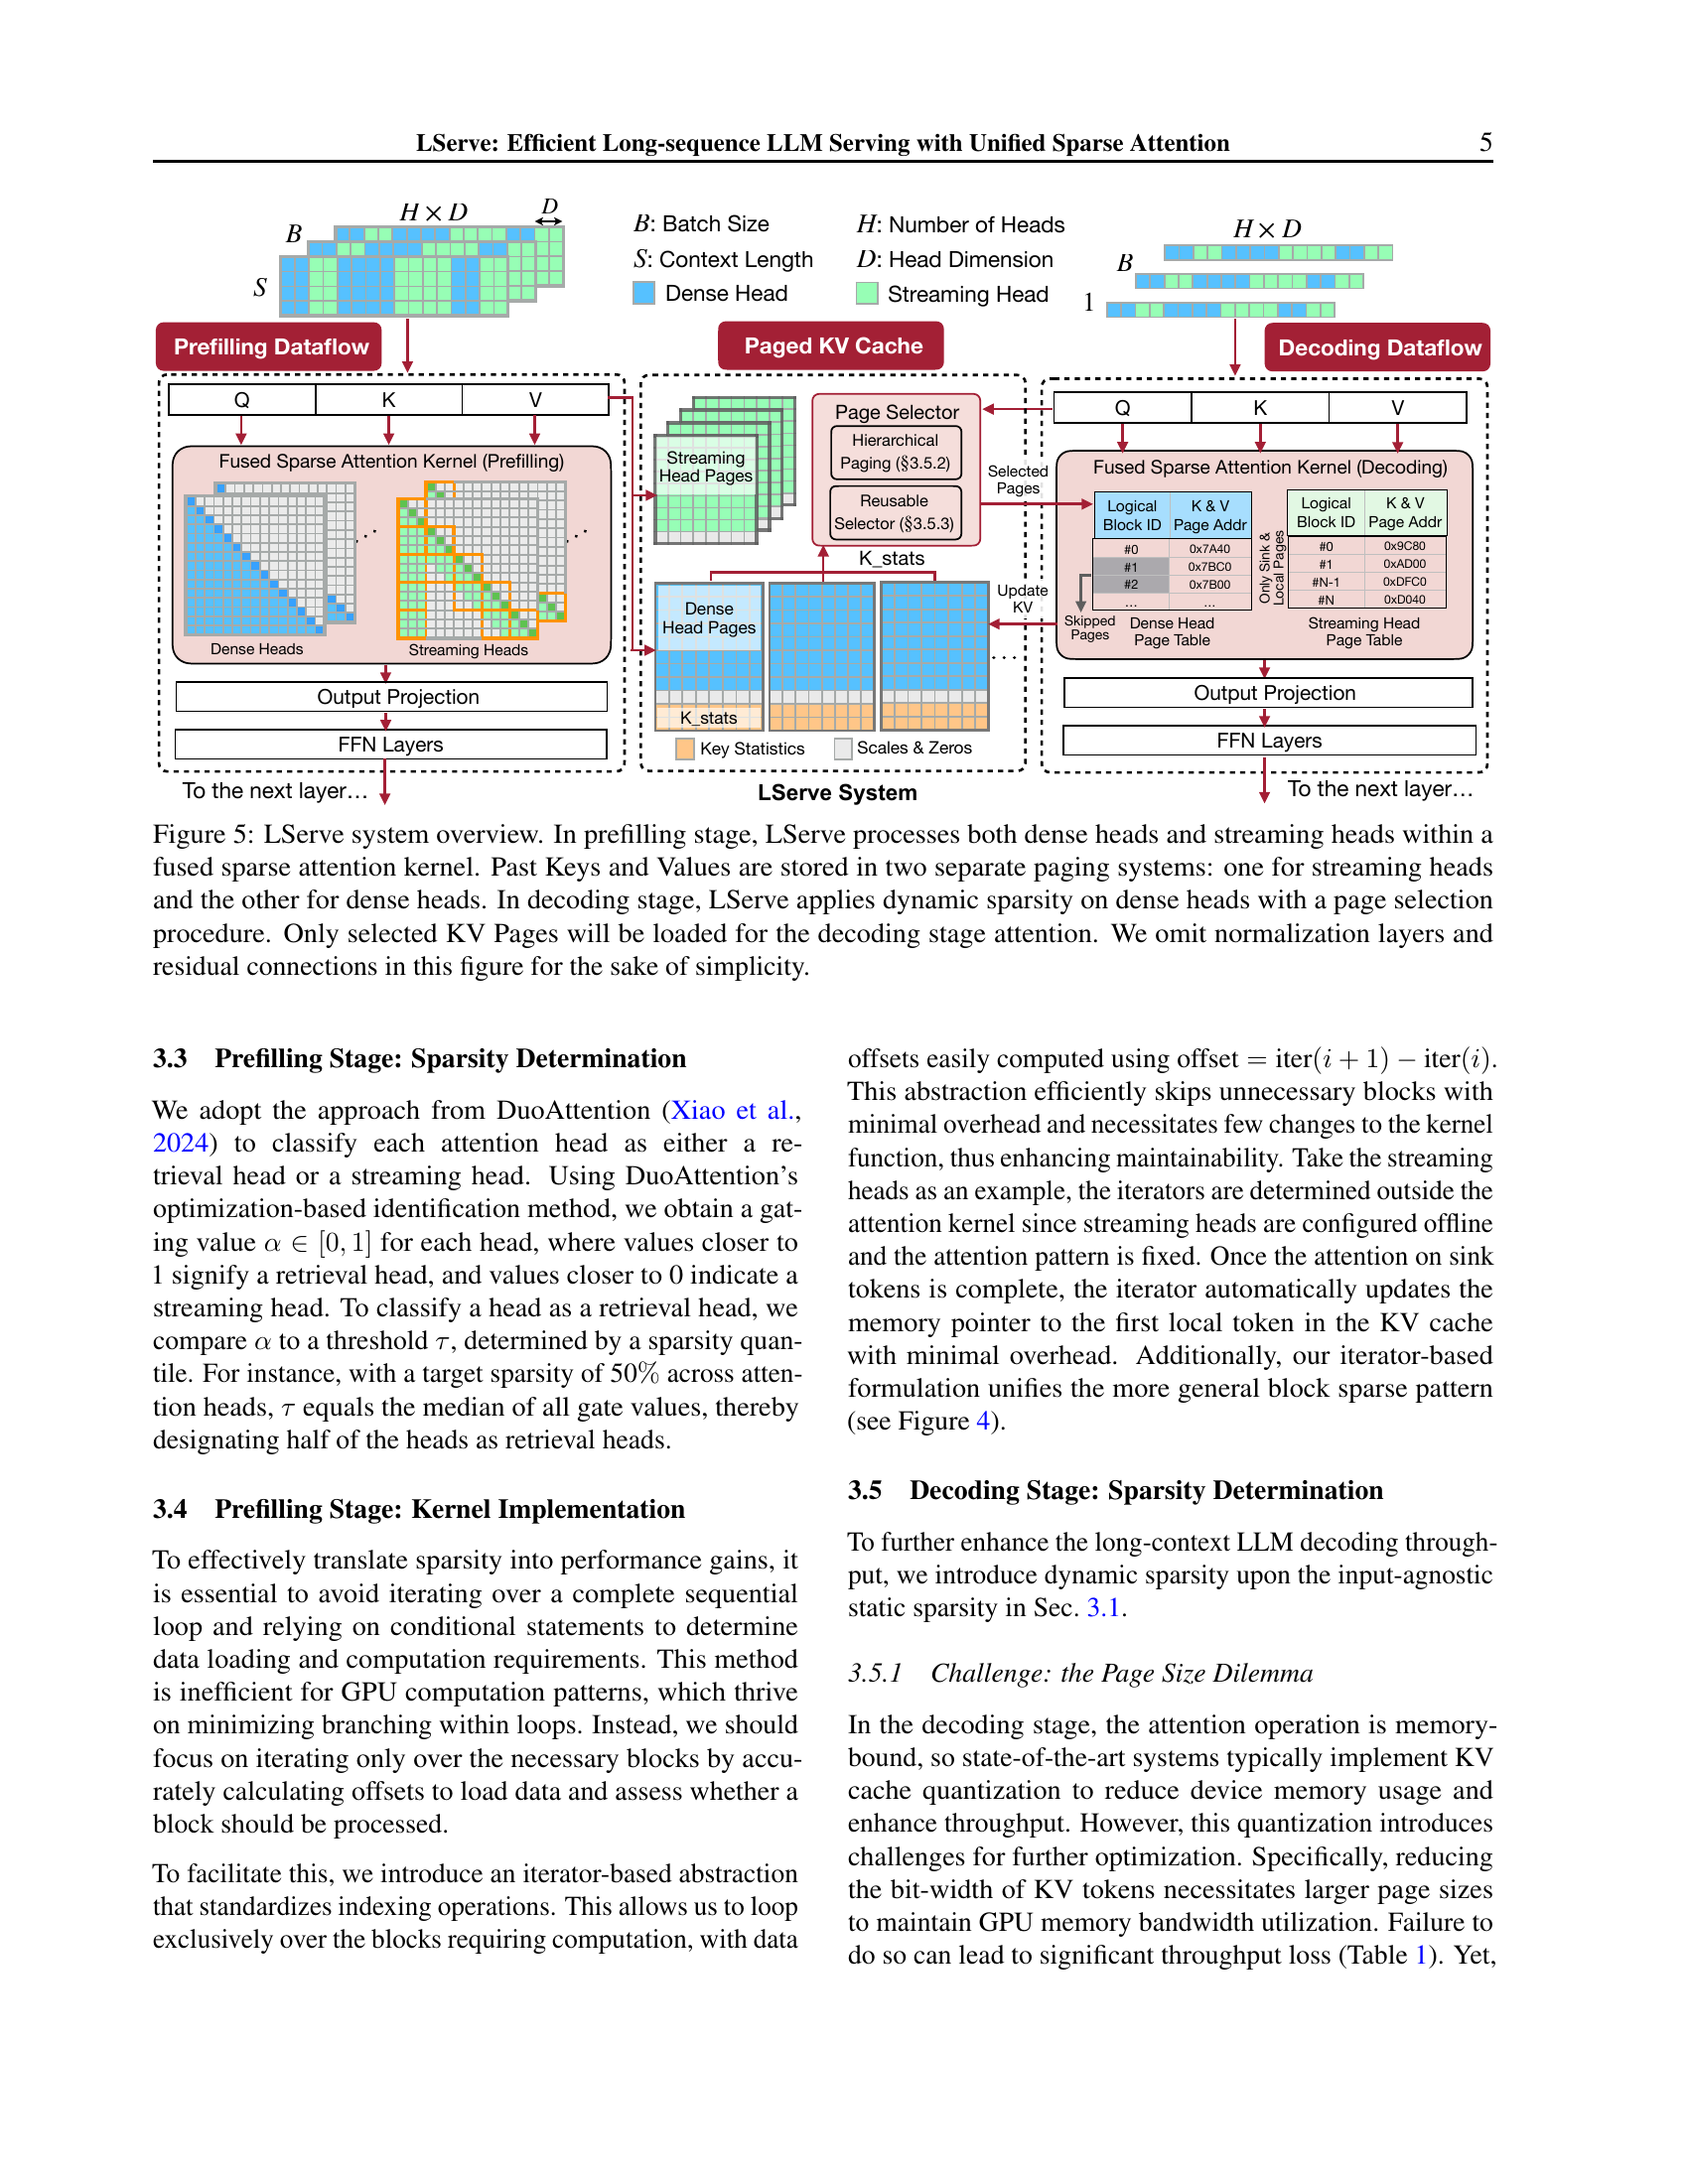 LServe: Efficient Long-sequence LLM Serving with Unified Sparse Attention
5
H × D
D
B
S
B: Batch Size
H: Number of Heads
S: Context Length
D: Head Dimension
Dense Head
Streaming Head
H × D
B
1
Prefilling Dataflow
Paged KV Cache
Decoding Dataflow
Q
K
V
Fused Sparse Attention Kernel (Prefilling)
Dense Heads
Streaming Heads
Output Projection
FFN Layers
To the next layer…
Streaming
Head Pages
Page Selector
Hierarchical
Paging (§3.5.2)
Reusable
Selector (§3.5.3)
K_stats
Dense
Head Pages
K_stats
Key Statistics
Scales & Zeros
LServe System
Selected
Pages
Update
KV
. . .
Q
K
V
Fused Sparse Attention Kernel (Decoding)
Logical
Block ID
K & V
Page Addr
#0
0x7A40
#1
0x7BC0
#2
0x7B00
...
...
Skipped
Pages
Dense Head
Page Table
Only Sink &
Local Pages
Logical
Block ID
K & V
Page Addr
#0
0x9C80
#1
0xAD00
#N-1
0xDFC0
#N
0xD040
Streaming Head
Page Table
Output Projection
FFN Layers
To the next layer…
Figure 5: LServe system overview. In prefilling stage, LServe processes both dense heads and streaming heads within a
fused sparse attention kernel. Past Keys and Values are stored in two separate paging systems: one for streaming heads
and the other for dense heads. In decoding stage, LServe applies dynamic sparsity on dense heads with a page selection
procedure. Only selected KV Pages will be loaded for the decoding stage attention. We omit normalization layers and
residual connections in this figure for the sake of simplicity.
3.3 Prefilling Stage: Sparsity Determination
We adopt the approach from DuoAttention (Xiao et al.,
2024) to classify each attention head as either a re-
trieval head or a streaming head. Using DuoAttention's
optimization-based identification method, we obtain a gat-
ing value α ∈ [0, 1] for each head, where values closer to
1 signify a retrieval head, and values closer to 0 indicate a
streaming head. To classify a head as a retrieval head, we
compare α to a threshold τ, determined by a sparsity quan-
tile. For instance, with a target sparsity of 50% across atten-
tion heads, τ equals the median of all gate values, thereby
designating half of the heads as retrieval heads.
3.4 Prefilling Stage: Kernel Implementation
To effectively translate sparsity into performance gains, it
is essential to avoid iterating over a complete sequential
loop and relying on conditional statements to determine
data loading and computation requirements. This method
is inefficient for GPU computation patterns, which thrive
on minimizing branching within loops. Instead, we should
focus on iterating only over the necessary blocks by accu-
rately calculating offsets to load data and assess whether a
block should be processed.
To facilitate this, we introduce an iterator-based abstraction
that standardizes indexing operations. This allows us to loop
exclusively over the blocks requiring computation, with data
offsets easily computed using offset = iter(i + 1) − iter(i).
This abstraction efficiently skips unnecessary blocks with
minimal overhead and necessitates few changes to the kernel
function, thus enhancing maintainability. Take the streaming
heads as an example, the iterators are determined outside the
attention kernel since streaming heads are configured offline
and the attention pattern is fixed. Once the attention on sink
tokens is complete, the iterator automatically updates the
memory pointer to the first local token in the KV cache
with minimal overhead. Additionally, our iterator-based
formulation unifies the more general block sparse pattern
(see Figure 4).
3.5 Decoding Stage: Sparsity Determination
To further enhance the long-context LLM decoding through-
put, we introduce dynamic sparsity upon the input-agnostic
static sparsity in Sec. 3.1.
3.5.1 Challenge: the Page Size Dilemma
In the decoding stage, the attention operation is memory-
bound, so state-of-the-art systems typically implement KV
cache quantization to reduce device memory usage and
enhance throughput. However, this quantization introduces
challenges for further optimization. Specifically, reducing
the bit-width of KV tokens necessitates larger page sizes
to maintain GPU memory bandwidth utilization. Failure to
do so can lead to significant throughput loss (Table 1). Yet,